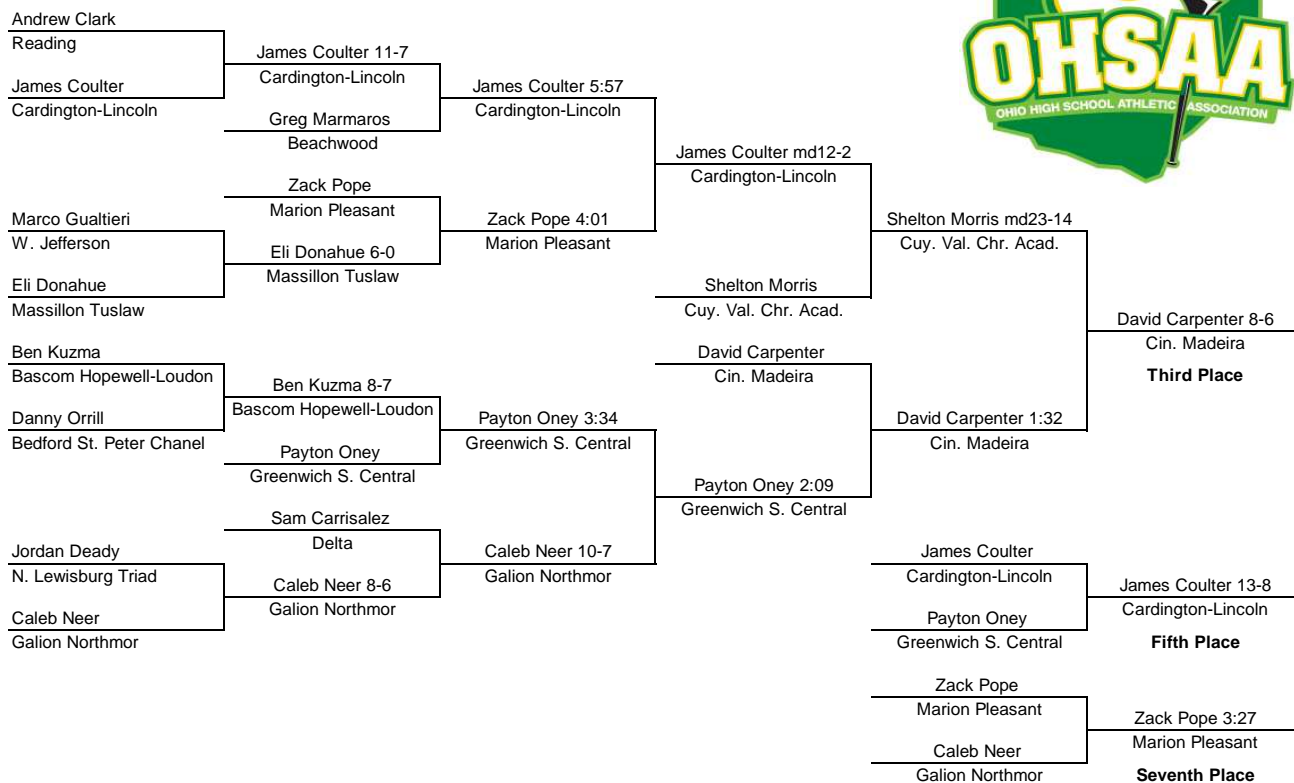 OHSAA
OHIO HIGH SCHOOL ATHLETIC ASSOCIATION
Andrew Clark
Reading
James Coulter
Cardington-Lincoln
James Coulter 11-7
Cardington-Lincoln
Greg Marmaros
Beachwood
James Coulter 5:57
Cardington-Lincoln
Zack Pope
Marion Pleasant
Marco Gualtieri
W. Jefferson
Eli Donahue
Massillon Tuslaw
Eli Donahue 6-0
Massillon Tuslaw
Zack Pope 4:01
Marion Pleasant
James Coulter md12-2
Cardington-Lincoln
Shelton Morris
Cuy. Val. Chr. Acad.
Shelton Morris md23-14
Cuy. Val. Chr. Acad.
Ben Kuzma
Bascom Hopewell-Loudon
Danny Orrill
Bedford St. Peter Chanel
Ben Kuzma 8-7
Bascom Hopewell-Loudon
Payton Oney
Greenwich S. Central
Payton Oney 3:34
Greenwich S. Central
Sam Carrisalez
Delta
Jordan Deady
N. Lewisburg Triad
Caleb Neer
Galion Northmor
Caleb Neer 8-6
Galion Northmor
Caleb Neer 10-7
Galion Northmor
David Carpenter
Cin. Madeira
Payton Oney 2:09
Greenwich S. Central
David Carpenter 1:32
Cin. Madeira
David Carpenter 8-6
Cin. Madeira
Third Place
James Coulter
Cardington-Lincoln
Payton Oney
Greenwich S. Central
James Coulter 13-8
Cardington-Lincoln
Fifth Place
Zack Pope
Marion Pleasant
Caleb Neer
Galion Northmor
Zack Pope 3:27
Marion Pleasant
Seventh Place